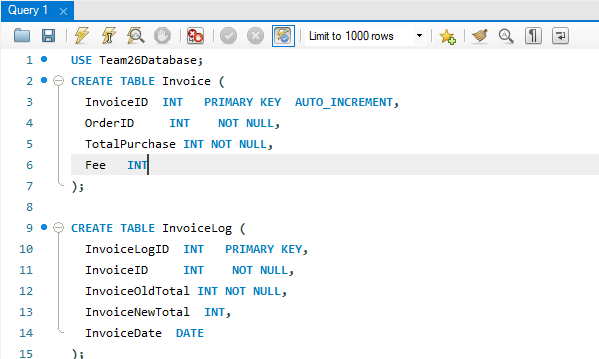 Query 1
Limit to 1000 rows
1 USE Team26Database;
2 CREATE TABLE Invoice (
3 InvoiceID INT PRIMARY KEY AUTO_INCREMENT,
4 OrderID INT NOT NULL,
5 TotalPurchase INT NOT NULL,
6 Fee INT
7 );
8
9 CREATE TABLE InvoiceLog (
10 InvoiceLogID INT PRIMARY KEY,
11 InvoiceID INT NOT NULL,
12 InvoiceOldTotal INT NOT NULL,
13 InvoiceNewTotal INT,
14 InvoiceDate DATE
15 );